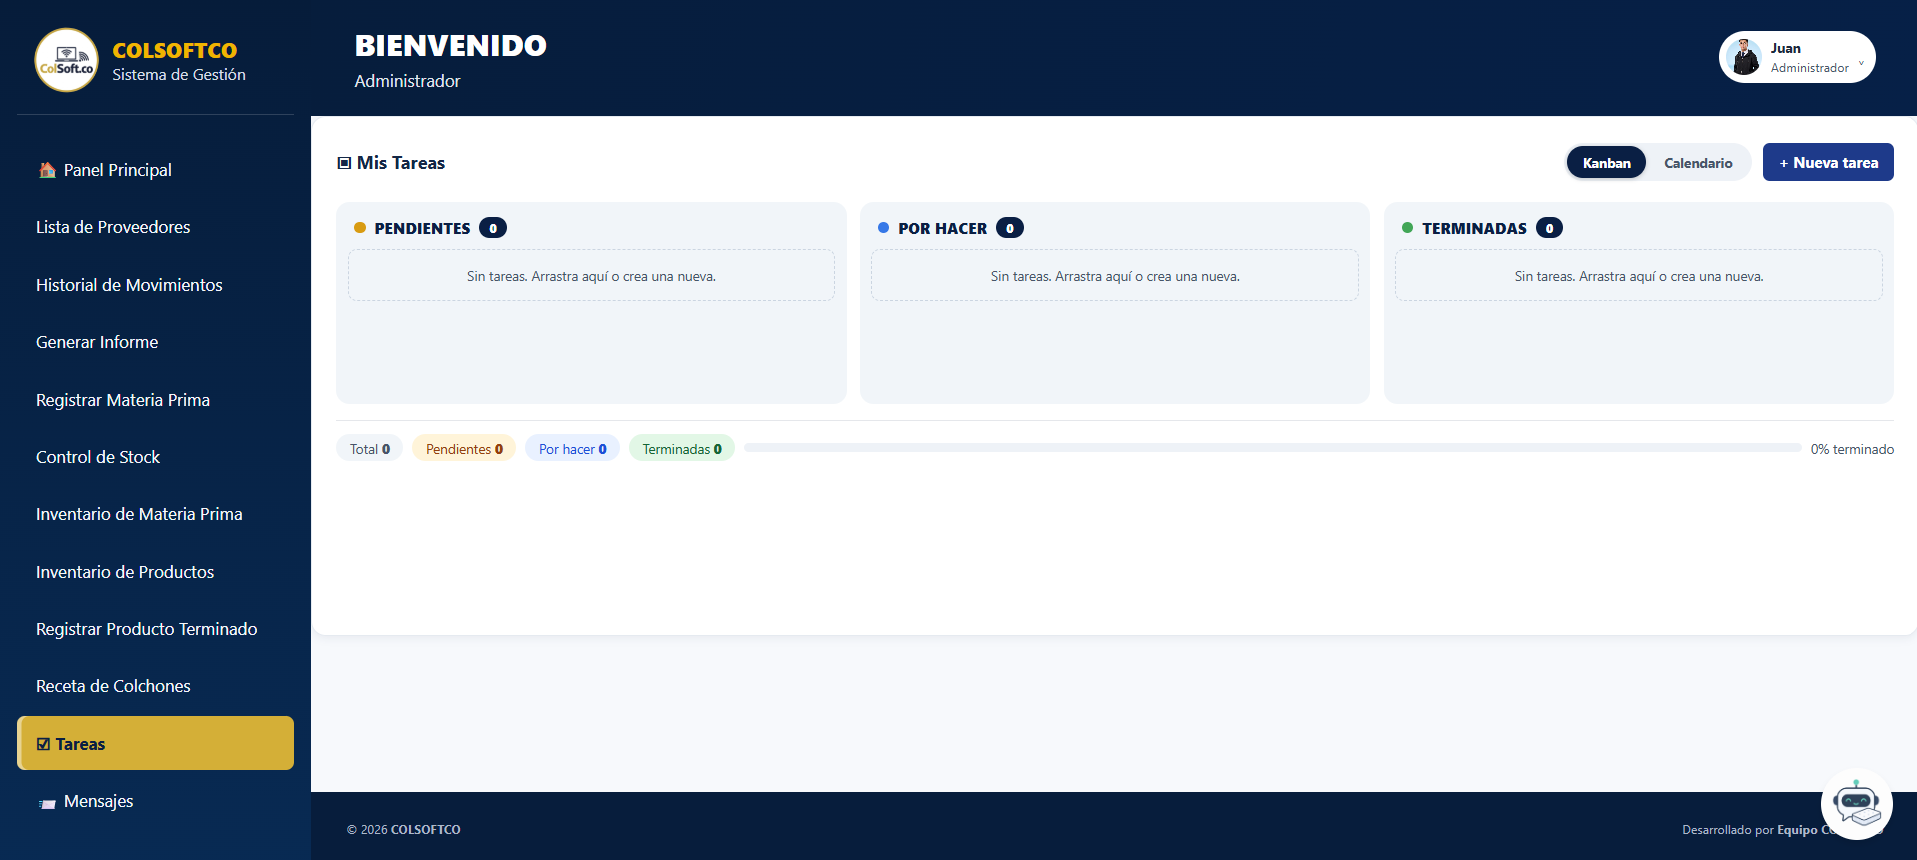 ColSoft.co
COLSOFTCO
Sistema de Gestión
BIENVENIDO
Administrador
Juan
Administrador
Panel Principal
Lista de Proveedores
Historial de Movimientos
Generar Informe
Registrar Materia Prima
Control de Stock
Inventario de Materia Prima
Inventario de Productos
Registrar Producto Terminado
Receta de Colchones
Tareas
Mensajes
Mis Tareas
Kanban
Calendario
+ Nueva tarea
PENDIENTES 0
Sin tareas. Arrastra aquí o crea una nueva.
POR HACER 0
Sin tareas. Arrastra aquí o crea una nueva.
TERMINADAS 0
Sin tareas. Arrastra aquí o crea una nueva.
Total 0
Pendientes 0
Por hacer 0
Terminadas 0
0% terminado
© 2026 COLSOFTCO
Desarrollado por Equipo